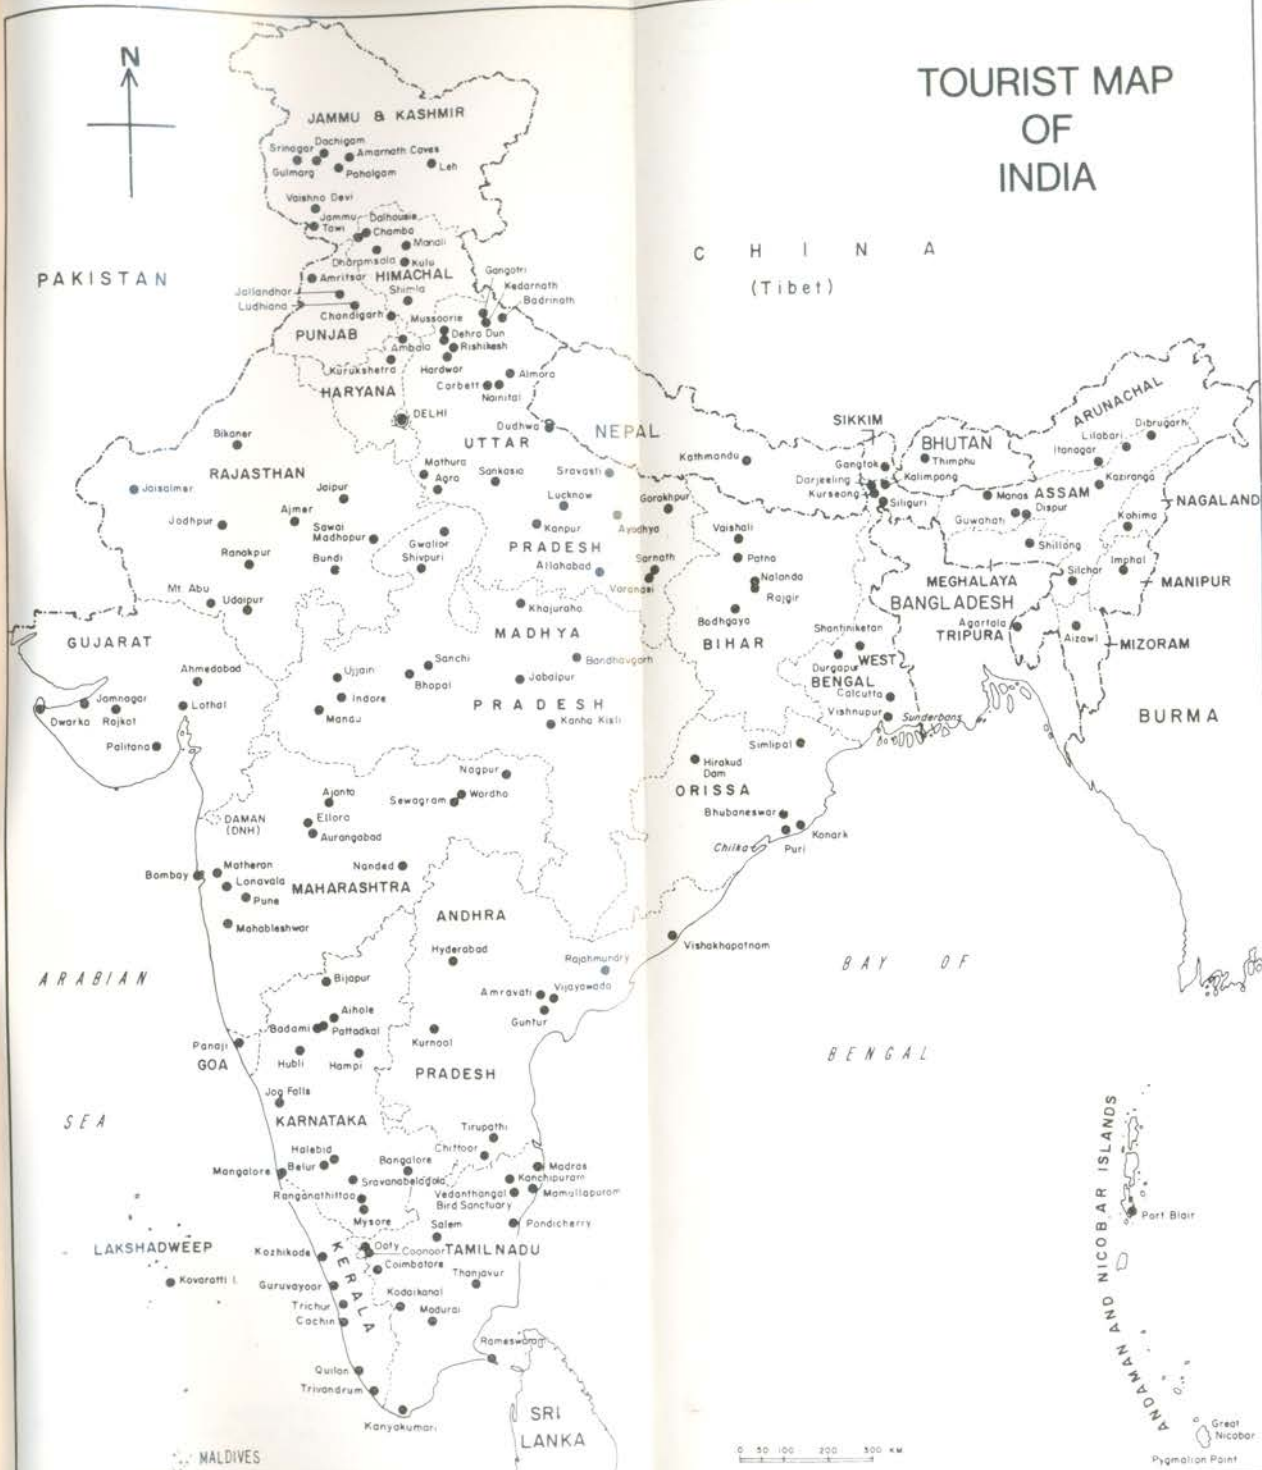 N
TOURIST MAP
OF
INDIA
JAMMU & KASHMIR
Dachigam
Srinagar
Amarnath Caves
Gulmarg
Pahalgam
Leh
Vaishno Devi
Jammu
Tawi
Dalhousie
Chamba
Manali
Dharamsala
Kulu
C H I N A
(Tibet)
PAKISTAN
Amritsar
HIMACHAL
Gangotri
Kedarnath
Badrinath
Jallandhar
Ludhiana
Shimla
Chandigarh
Mussoorie
PUNJAB
Dehra Dun
Ambala
Rishikesh
Kurukshetra
Hardwar
HARYANA
Corbett
Almora
Nainital
DELHI
Dudhwa
UTTAR
NEPAL
SIKKIM
BHUTAN
ARUNACHAL
Bikaner
RAJASTHAN
Mathura
Agra
Sankasia
Sravasti
Kathmandu
Gangtok
Thimphu
Lilabari
Dibrugarh
Itanagar
Jaisalmer
Jaipur
Lucknow
Gorakhpur
Darjeeling
Kurseong
Kalimpong
Siliguri
Manas
ASSAM
Kaziranga
NAGALAND
Jodhpur
Ajmer
Sawai
Madhopur
Gwalior
Kanpur
Ayodhya
Vaishali
Guwahati
Dispur
Kohima
Ranakpur
Bundi
Shivpuri
PRADESH
Allahabad
Sarnath
Varanasi
Patna
Nalanda
Rajgir
Shillong
Silchar
Imphal
MEGHALAYA
MANIPUR
Mt. Abu
Udaipur
Khajuraho
Bodhgaya
BANGLADESH
GUJARAT
MADHYA
BIHAR
Shantiniketan
Agartala
TRIPURA
Aizawl
MIZORAM
Ahmedabad
Ujjain
Sanchi
Bhopal
Bandhavgarh
Jabalpur
Durgapur
WEST
BENGAL
Calcutta
Jamnagar
Dwarka
Rajkot
Lothal
Indore
Mandu
PRADESH
Kanha Kisli
Vishnupur
Sunderbans
BURMA
Palitana
Simlipal
Nagpur
Hirakud
Dam
ORISSA
Ajanta
Sewagram
Wardha
DAMAN
(DNH)
Ellora
Aurangabad
Bhubaneswar
Konark
Chilka
Puri
Bombay
Matheran
Lonavala
Nanded
MAHARASHTRA
Pune
Mahableshwar
ANDHRA
Hyderabad
Vishakhapatnam
Rajahmundry
ARABIAN
BAY OF
Bijapur
Amravati
Vijayawada
Guntur
Aihole
Badami
Pattadkal
Panaji
GOA
Hubli
Hampi
Kurnool
PRADESH
BENGAL
Jog Falls
SEA
KARNATAKA
Tirupathi
Chittoor
Halebid
Belur
Mangalore
Bangalore
Sravanabelagola
Madras
Kanchipuram
Ranganathittoo
Vedanthangal
Bird Sanctuary
Mamullapuram
Mysore
Salem
Pondicherry
ANDAMAN AND NICOBAR ISLANDS
Port Blair
LAKSHADWEEP
Kozhikode
KERALA
Ooty
Coonoor
TAMILNADU
Coimbatore
Kavaratti I.
Guruvayoor
Thanjavur
Trichur
Kodaikanal
Cochin
Madurai
Rameswaram
Quilon
Trivandrum
Kanyakumari
SRI
LANKA
Great
Nicobar
MALDIVES
0 50 100 200 300 KM
Pygmalion Point